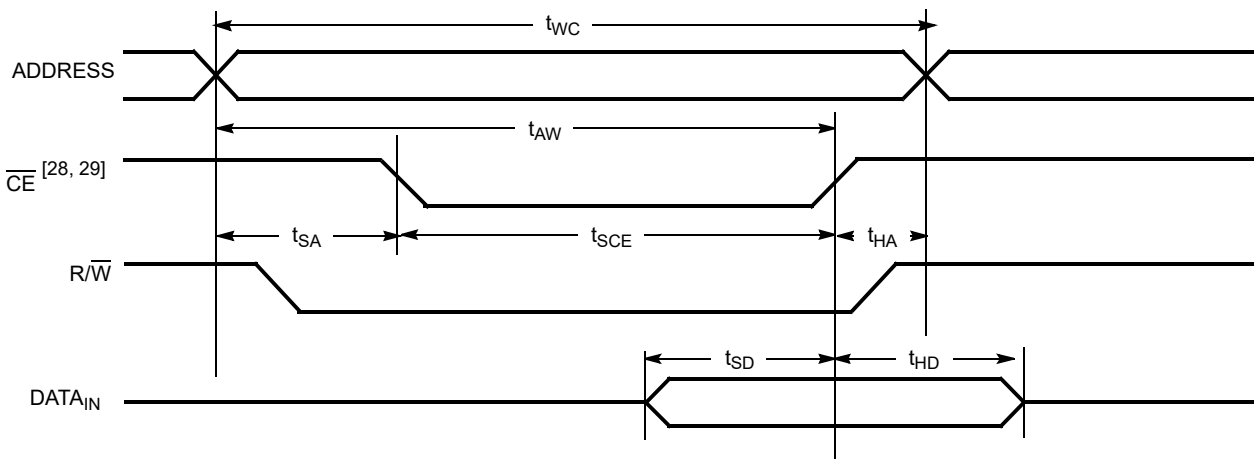 tWC
ADDRESS
tAW
CE [28, 29]
tSA
tSCE
tHA
R/W
tSD
tHD
DATAIN